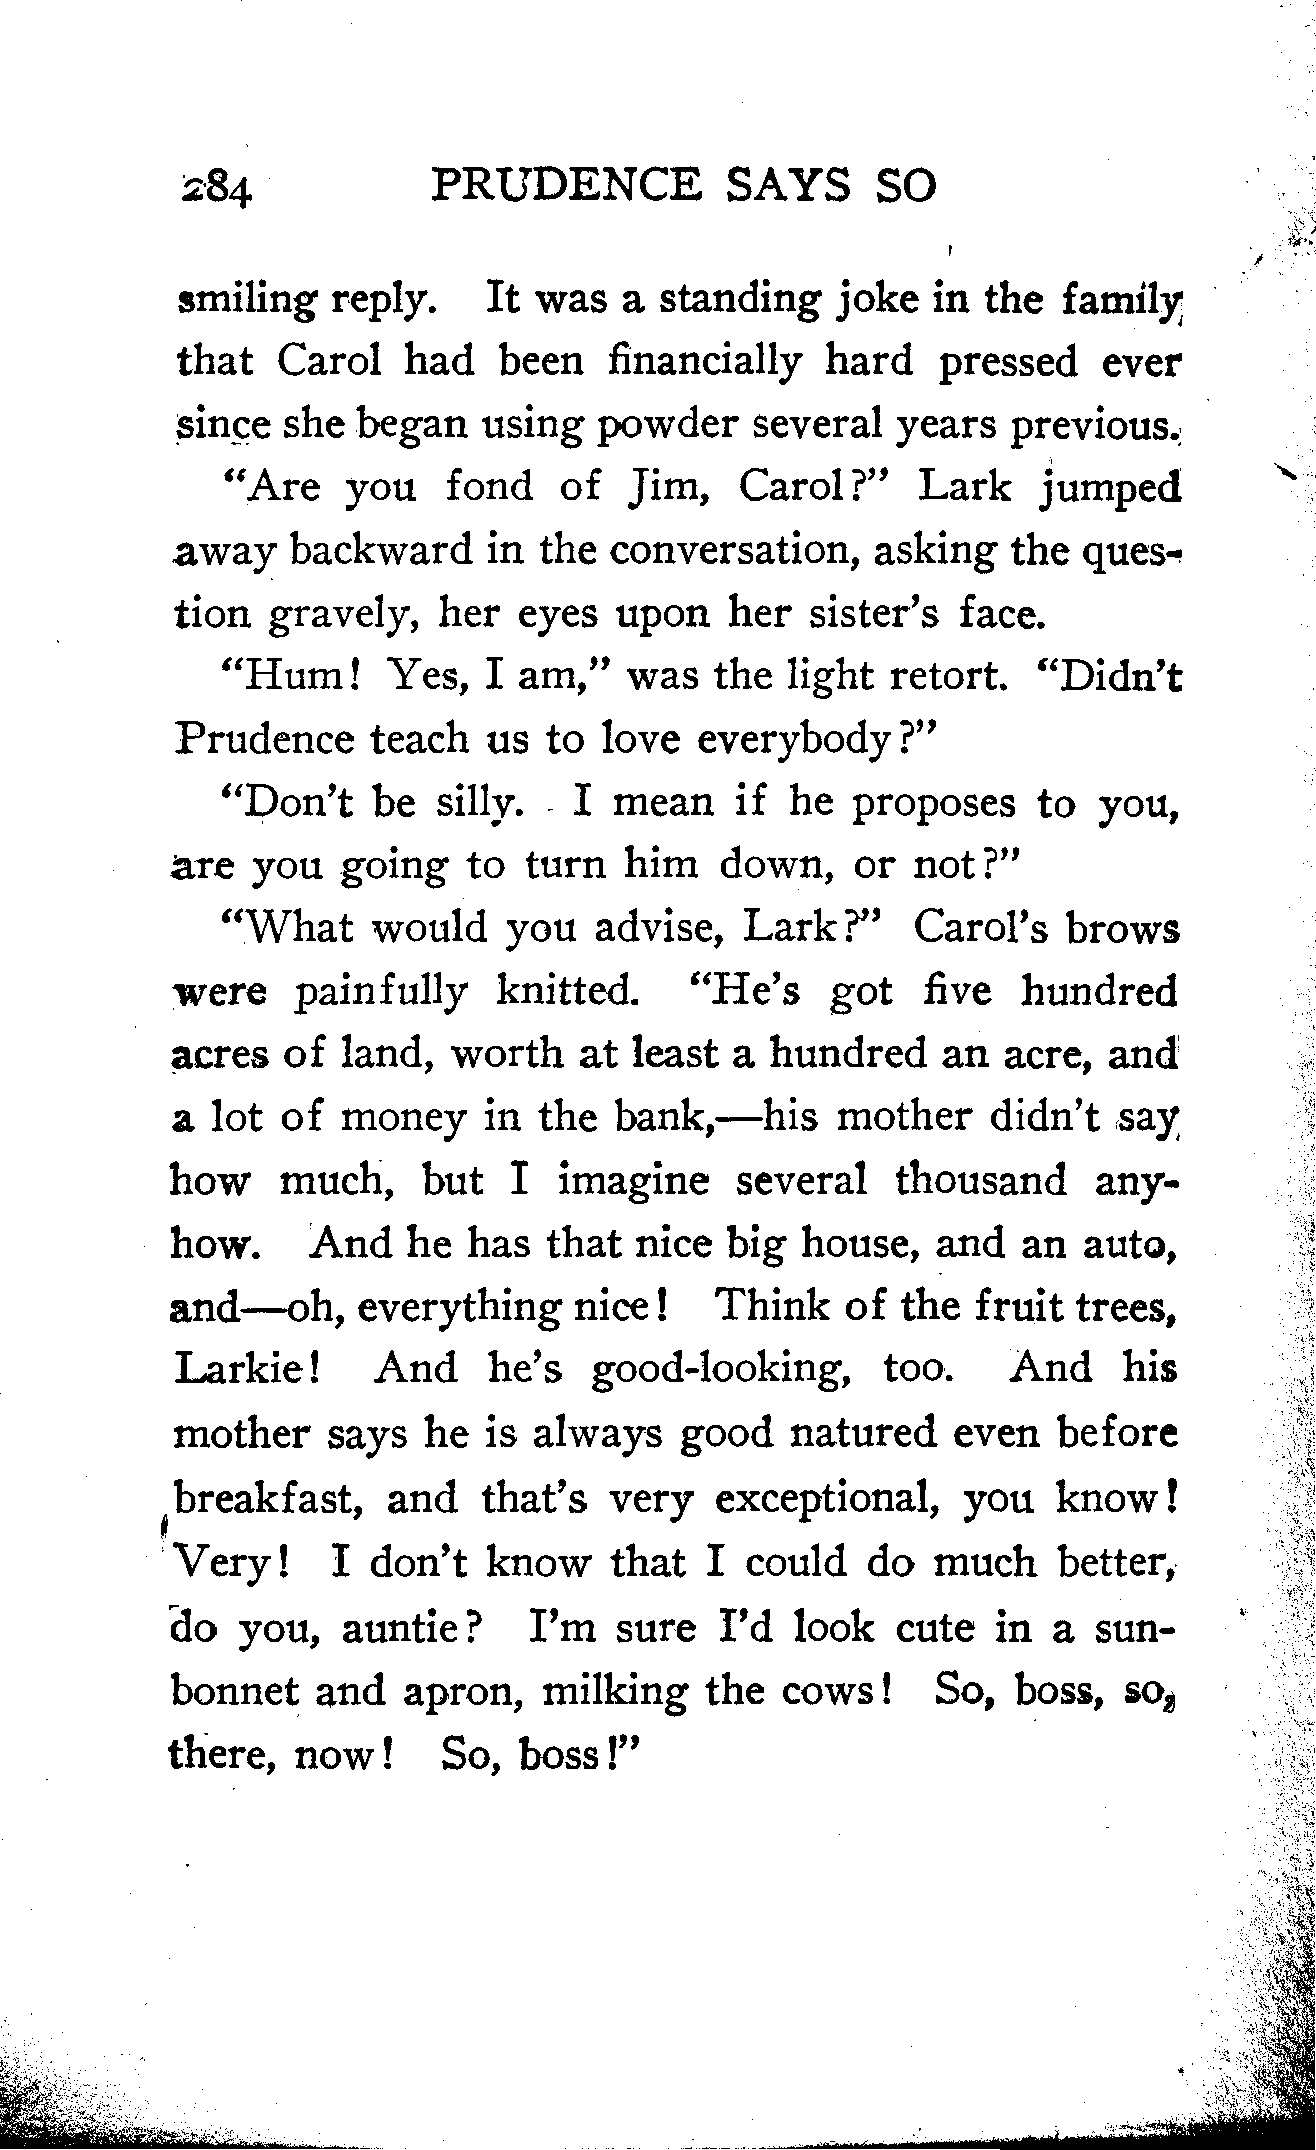 284 PRUDENCE SAYS SO
smiling reply. It was a standing joke in the family
that Carol had been financially hard pressed ever
since she began using powder several years previous.
"Are you fond of Jim, Carol?" Lark jumped
away backward in the conversation, asking the ques-
tion gravely, her eyes upon her sister's face.
"Hum! Yes, I am," was the light retort. "Didn't
Prudence teach us to love everybody?"
"Don't be silly. I mean if he proposes to you,
are you going to turn him down, or not?"
"What would you advise, Lark?" Carol's brows
were painfully knitted. "He's got five hundred
acres of land, worth at least a hundred an acre, and
a lot of money in the bank,—his mother didn't say
how much, but I imagine several thousand any-
how. And he has that nice big house, and an auto,
and—oh, everything nice! Think of the fruit trees,
Larkie! And he's good-looking, too. And his
mother says he is always good natured even before
breakfast, and that's very exceptional, you know!
Very! I don't know that I could do much better,
do you, auntie? I'm sure I'd look cute in a sun-
bonnet and apron, milking the cows! So, boss, so,
there, now! So, boss!"